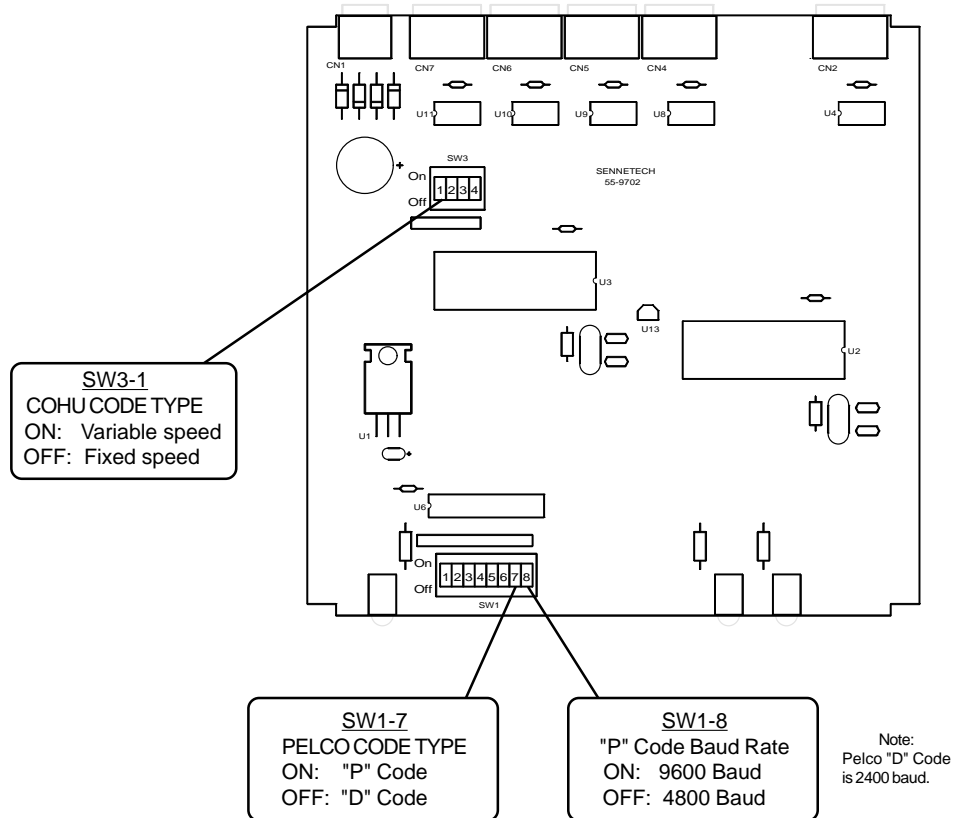 CN1
CN7
CN6
CN5
CN4
CN2
U11
U10
U9
U8
U4
SW3
On
1 2 3 4
Off
SENNETECH
55-9702
U3
U13
U2
U1
SW3-1
COHU CODE TYPE
ON: Variable speed
OFF: Fixed speed
U6
On
1 2 3 4 5 6 7 8
Off
SW1
SW1-7
PELCO CODE TYPE
ON: "P" Code
OFF: "D" Code
SW1-8
"P" Code Baud Rate
ON: 9600 Baud
OFF: 4800 Baud
Note:
Pelco "D" Code
is 2400 baud.